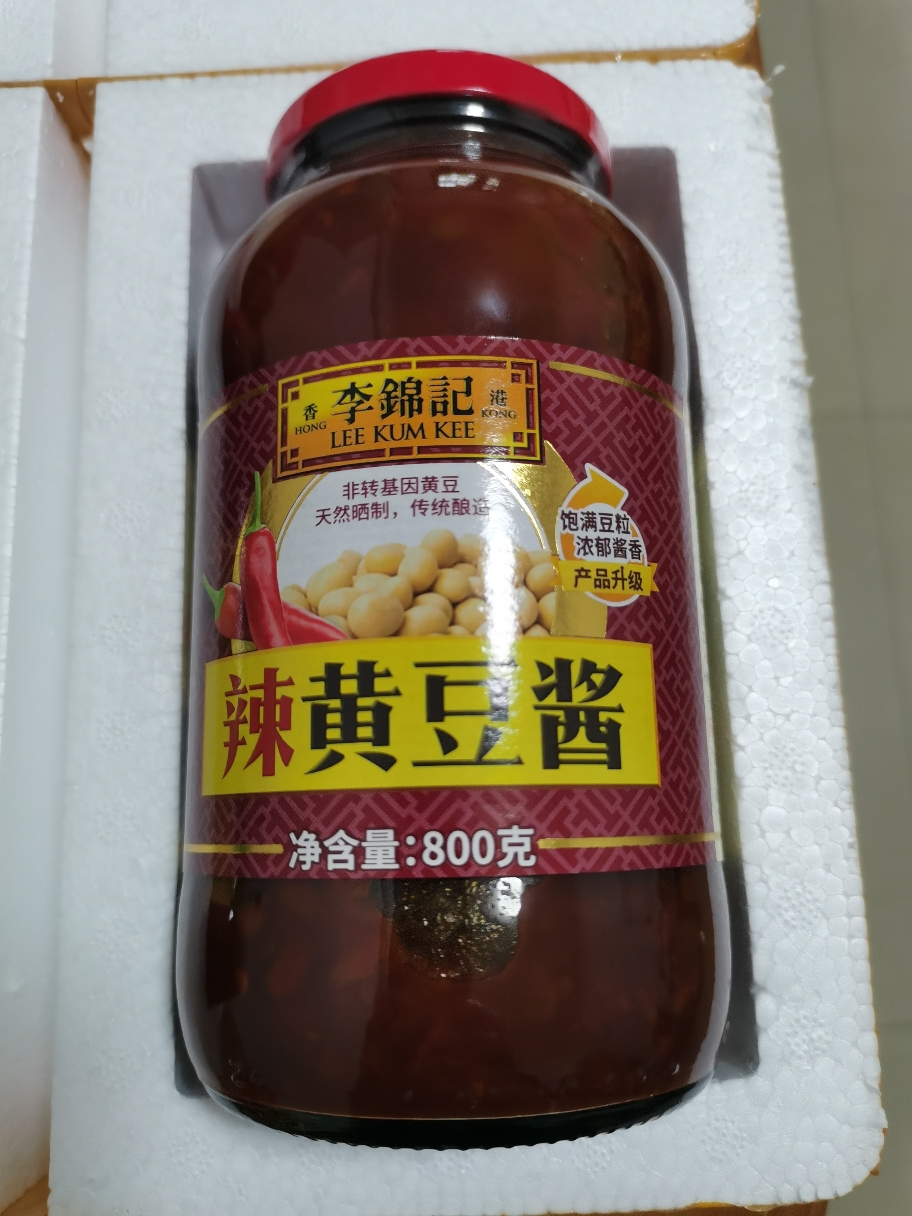 香 李錦記 港
HONG LEE KUM KEE KONG
非转基因黄豆
天然晒制，传统酿造
饱满豆粒
浓郁酱香
产品升级
辣黄豆酱
净含量：800克